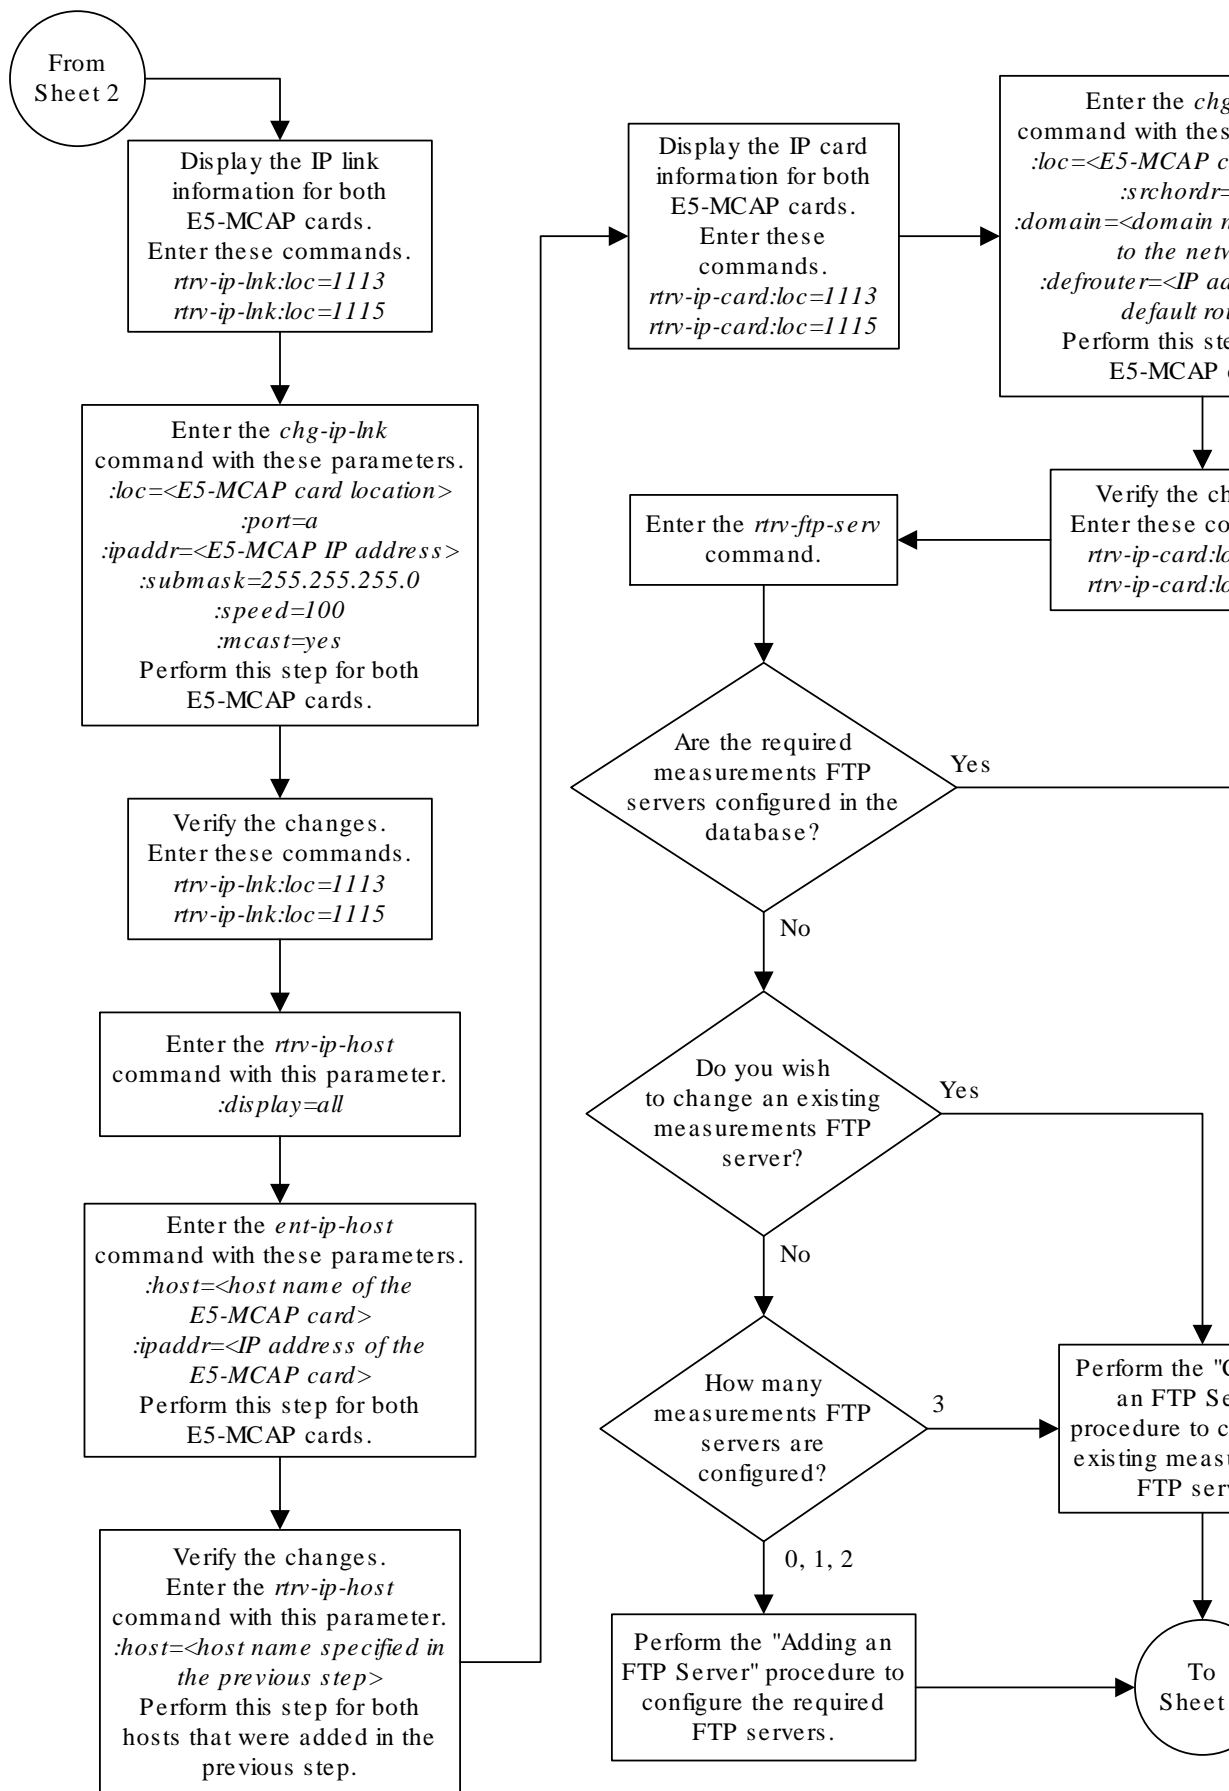 From
Sheet 2
Display the IP link
information for both
E5-MCAP cards.
Enter these commands.
rtrv-ip-lnk:loc=1113
rtrv-ip-lnk:loc=1115
Enter the chg-ip-lnk
command with these parameters.
:loc=<E5-MCAP card location>
:port=a
:ipaddr=<E5-MCAP IP address>
:submask=255.255.255.0
:speed=100
:mcast=yes
Perform this step for both
E5-MCAP cards.
Verify the changes.
Enter these commands.
rtrv-ip-lnk:loc=1113
rtrv-ip-lnk:loc=1115
Enter the rtrv-ip-host
command with this parameter.
:display=all
Enter the ent-ip-host
command with these parameters.
:host=<host name of the
E5-MCAP card>
:ipaddr=<IP address of the
E5-MCAP card>
Perform this step for both
E5-MCAP cards.
Verify the changes.
Enter the rtrv-ip-host
command with this parameter.
:host=<host name specified in
the previous step>
Perform this step for both
hosts that were added in the
previous step.
Display the IP card
information for both
E5-MCAP cards.
Enter these
commands.
rtrv-ip-card:loc=1113
rtrv-ip-card:loc=1115
Enter the chg
command with thes
:loc=<E5-MCAP c
:srchordr=
:domain=<domain n
to the netw
:defrouter=<IP ad
default rou
Perform this ste
E5-MCAP
Verify the ch
Enter these co
rtrv-ip-card:lo
rtrv-ip-card:lo
Enter the rtrv-ftp-serv
command.
Are the required
measurements FTP
servers configured in the
database?
Yes
No
Do you wish
to change an existing
measurements FTP
server?
Yes
No
How many
measurements FTP
servers are
configured?
3
0, 1, 2
Perform the "C
an FTP Se
procedure to c
existing meas
FTP serv
Perform the "Adding an
FTP Server" procedure to
configure the required
FTP servers.
To
Sheet